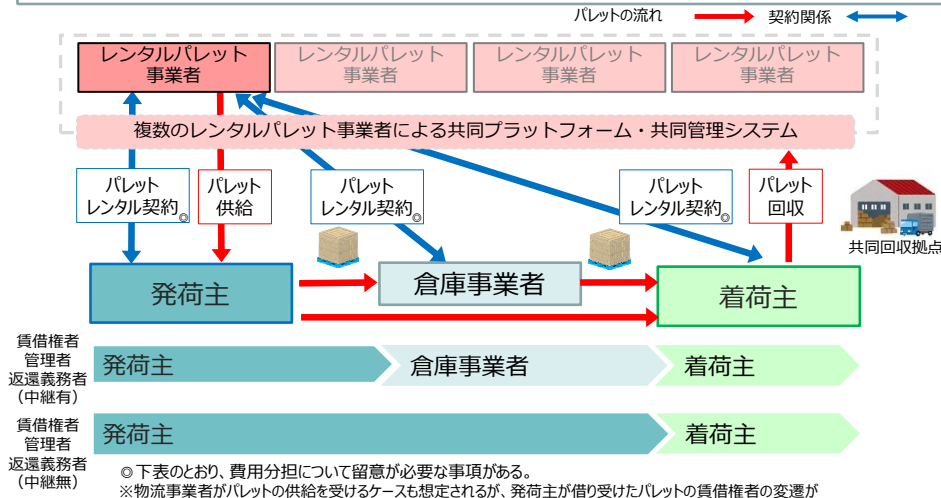 パレットの流れ
契約関係
レンタルパレット
事業者
レンタルパレット
事業者
レンタルパレット
事業者
レンタルパレット
事業者
複数のレンタルパレット事業者による共同プラットフォーム・共同管理システム
パレット
レンタル契約◎
パレット
供給
パレット
レンタル契約◎
パレット
レンタル契約◎
パレット
回収
共同回収拠点
発荷主
倉庫事業者
着荷主
賃借権者
管理者
返還義務者
(中継有)
発荷主
倉庫事業者
着荷主
賃借権者
管理者
返還義務者
(中継無)
発荷主
着荷主
◎下表のとおり、費用分担について留意が必要な事項がある。
※物流事業者がパレットの供給を受けるケースも想定されるが、発荷主が借り受けたパレットの賃借権者の変遷が